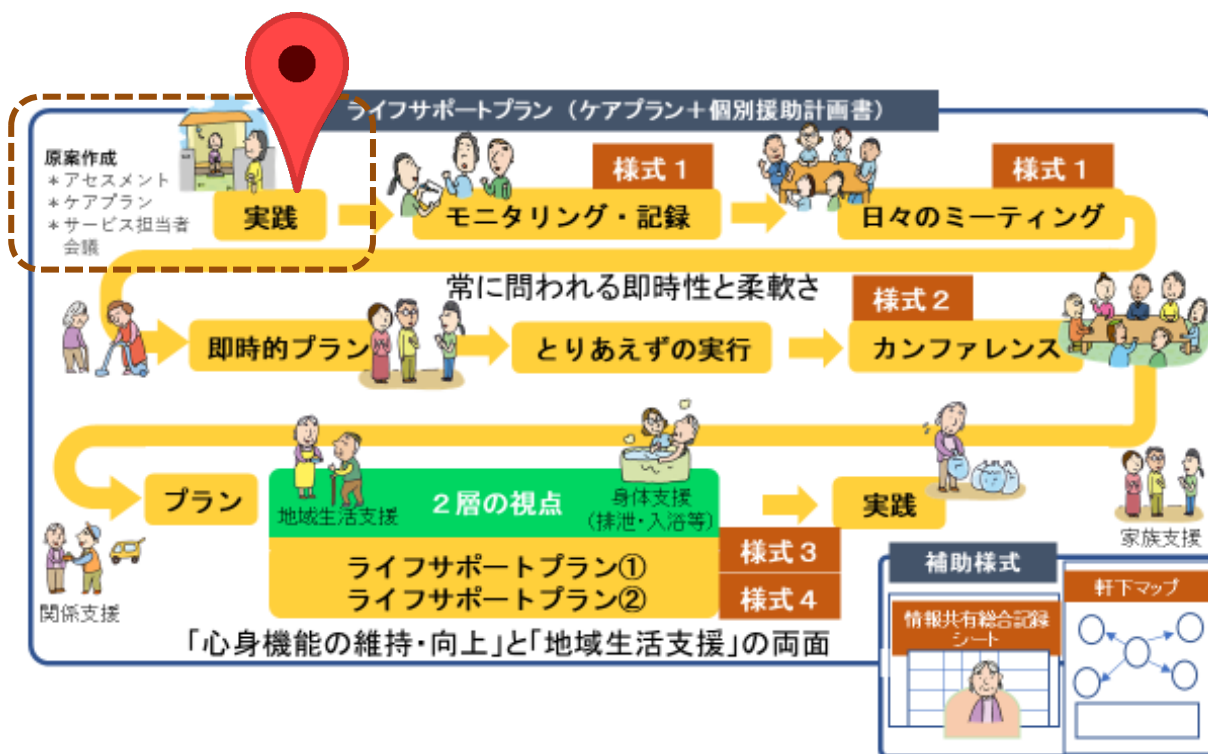 ライフサポートプラン（ケアプラン＋個別援助計画書）
原案作成
＊アセスメント
＊ケアプラン
＊サービス担当者
会議
実践
様式１
モニタリング・記録
様式１
日々のミーティング
常に問われる即時性と柔軟さ
即時的プラン
とりあえずの実行
様式２
カンファレンス
プラン
地域生活支援
２層の視点
身体支援
（排泄・入浴等）
実践
家族支援
ライフサポートプラン①
様式３
ライフサポートプラン②
様式４
関係支援
「心身機能の維持・向上」と「地域生活支援」の両面
補助様式
情報共有総合記録
シート
軒下マップ